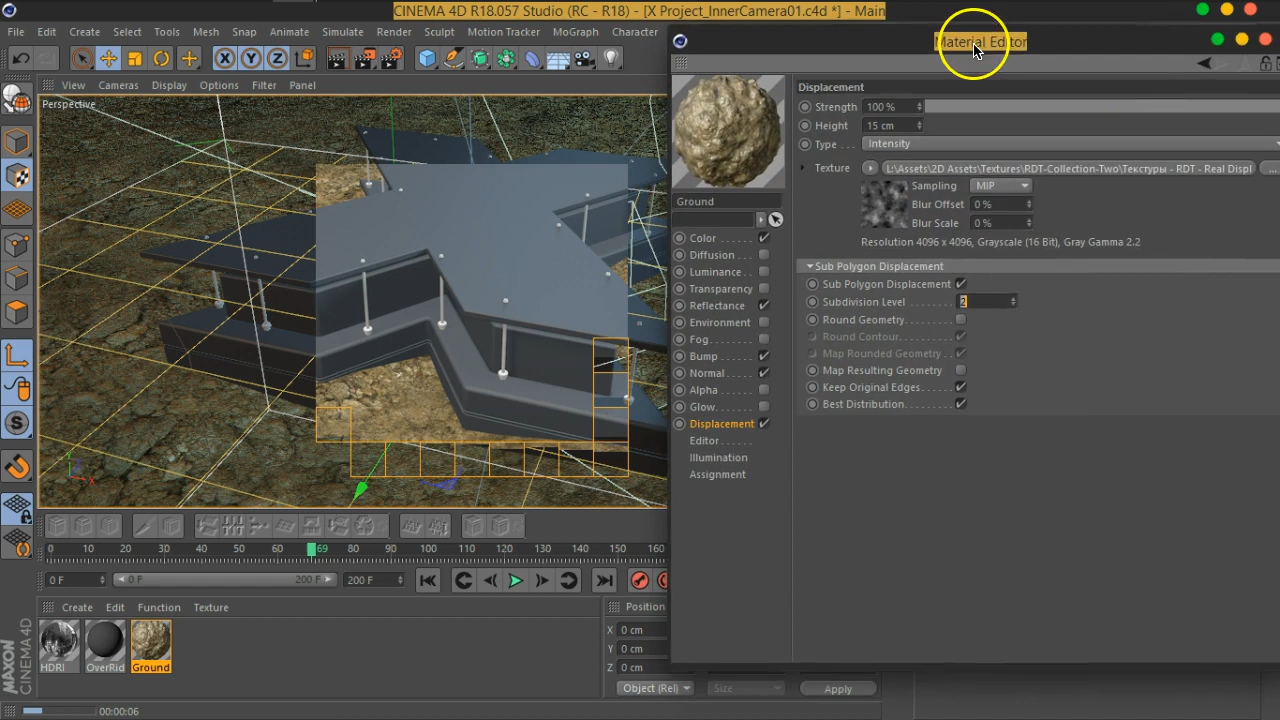 CINEMA 4D R18.057 Studio (RC - R18) - [X Project_InnerCamera01.c4d *] - Main
File Edit Create Select Tools Mesh Snap Animate Simulate Render Sculpt Motion Tracker MoGraph Character
Material Editor
View Cameras Display Options Filter Panel
Perspective
Displacement
Strength 100 %
Height 15 cm
Type . . . Intensity
Texture L:\Assets\2D Assets\Textures\RDT-Collection-Two\Текстуры - RDT - Real Displ ...
Sampling MIP
Blur Offset 0 %
Blur Scale 0 %
Resolution 4096 x 4096, Grayscale (16 Bit), Gray Gamma 2.2
Sub Polygon Displacement
Sub Polygon Displacement
Subdivision Level . . . . . . . . 2
Round Geometry. . . . . . . . . .
Round Contour. . . . . . . . . . .
Map Rounded Geometry . .
Map Resulting Geometry
Keep Original Edges. . . . . .
Best Distribution. . . . . . . . .
Ground
Color . . . . . .
Diffusion . . .
Luminance . .
Transparency
Reflectance
Environment
Fog. . . . . . . .
Bump . . . . . .
Normal . . . . .
Alpha . . . . . .
Glow. . . . . . .
Displacement
Editor . . . . .
Illumination
Assignment
0 10 20 30 40 50 60 69 80 90 100 110 120 130 140 150 160
0 F 0 F 200 F 200 F
Create Edit Function Texture
HDRI OverRid Ground
Position
X 0 cm
Y 0 cm
Z 0 cm
Object (Rel) Size Apply
MAXON
CINEMA 4D
00:00:06